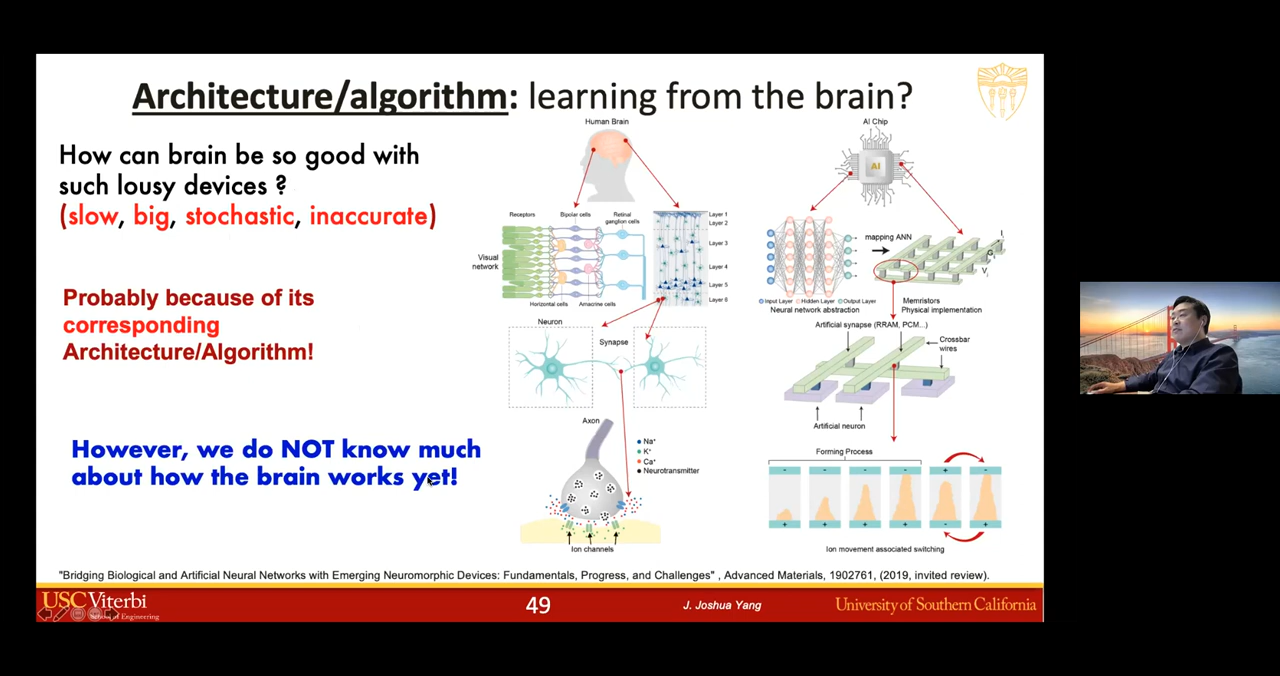 Architecture/algorithm: learning from the brain?
How can brain be so good with
such lousy devices ?
(slow, big, stochastic, inaccurate)
Probably because of its
corresponding
Architecture/Algorithm!
However, we do NOT know much
about how the brain works yet!
Human Brain
Receptors
Bipolar cells
Retinal
ganglion cells
Layer 1
Layer 2
Layer 3
Layer 4
Layer 5
Layer 6
Visual
network
Horizontal cells
Amacrine cells
Neuron
Synapse
Axon
Na⁺
K⁺
Ca⁺
Neurotransmitter
Ion channels
AI Chip
AI
mapping ANN
I
G
V
Input Layer
Hidden Layer
Output Layer
Neural network abstraction
Memristors
Physical implementation
Artificial synapse (RRAM, PCM...)
Crossbar
wires
Artificial neuron
Forming Process
- - - - + -
+ + + + - +
Ion movement associated switching
"Bridging Biological and Artificial Neural Networks with Emerging Neuromorphic Devices: Fundamentals, Progress, and Challenges" , Advanced Materials, 1902761, (2019, invited review).
USC Viterbi
School of Engineering
49
J. Joshua Yang
University of Southern California